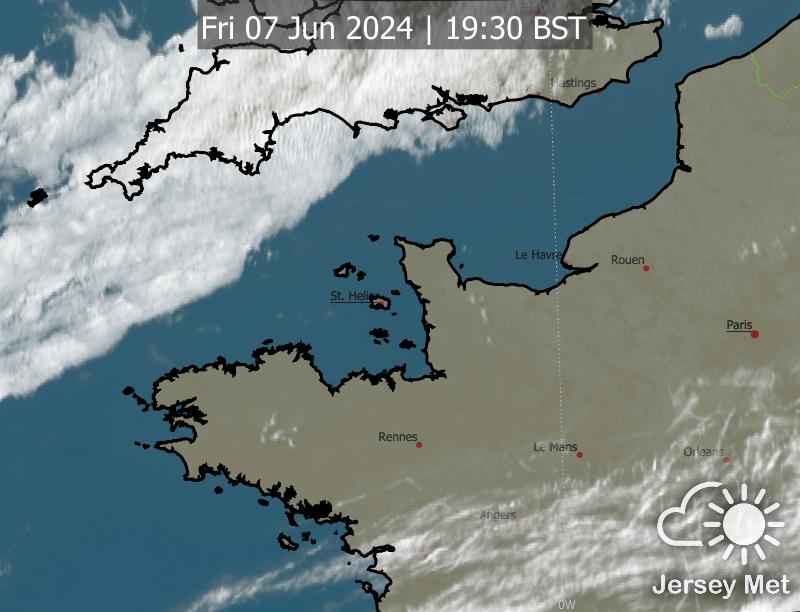 Fri 07 Jun 2024 | 19:30 BST
Hastings
Le Havre
Rouen
St. Helier
Paris
Rennes
Le Mans
Orleans
Angers
Jersey Met
0W